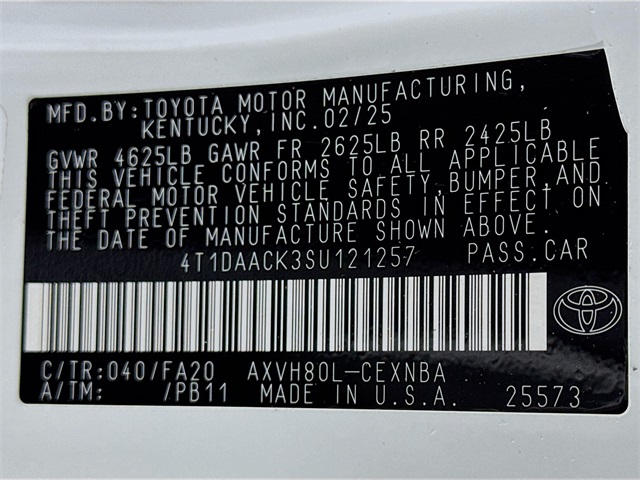 MFD.BY:TOYOTA MOTOR MANUFACTURING,
KENTUCKY,INC.02/25
GVWR 4625LB GAWR FR 2625LB RR 2425LB
THIS VEHICLE CONFORMS TO ALL APPLICABLE
FEDERAL MOTOR VEHICLE SAFETY,BUMPER,AND
THEFT PREVENTION STANDARDS IN EFFECT ON
THE DATE OF MANUFACTURE SHOWN ABOVE.
4T1DAACK3SU121257 PASS.CAR
C/TR:040/FA20 AXVH80L-CEXNBA
A/TM: /PB11 MADE IN U.S.A. 25573